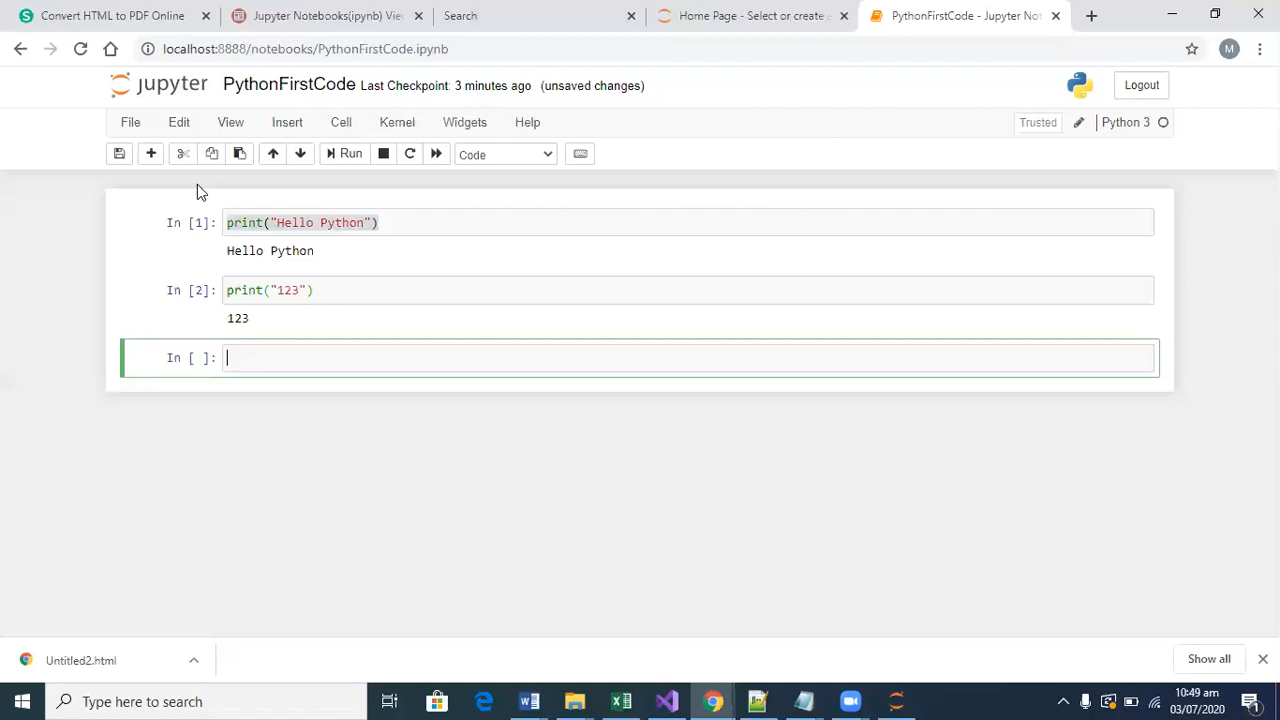 Convert HTML to PDF Online
Jupyter Notebooks(ipynb) Vie
Search
Home Page - Select or create a
PythonFirstCode - Jupyter Not
localhost:8888/notebooks/PythonFirstCode.ipynb
M
jupyter PythonFirstCode Last Checkpoint: 3 minutes ago (unsaved changes)
Logout
File Edit View Insert Cell Kernel Widgets Help
Trusted Python 3
Run
Code
In [1]: print("Hello Python")
Hello Python
In [2]: print("123")
123
In [ ]:
Untitled2.html
Show all
Type here to search
10:49 am
03/07/2020